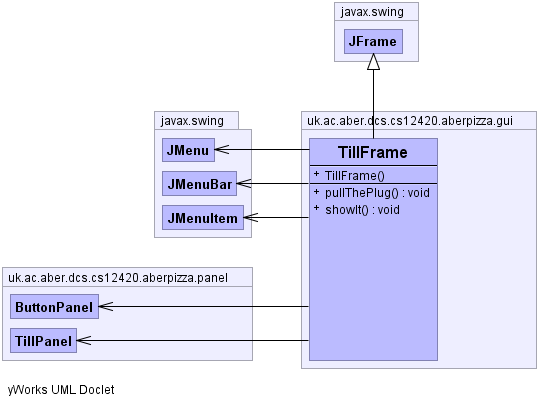 javax.swing
JFrame
javax.swing
uk.ac.aber.dcs.cs12420.aberpizza.gui
JMenu
TillFrame
JMenuBar
+ TillFrame()
+ pullThePlug() : void
JMenuItem
+ showIt() : void
uk.ac.aber.dcs.cs12420.aberpizza.panel
ButtonPanel
TillPanel
yWorks UML Doclet